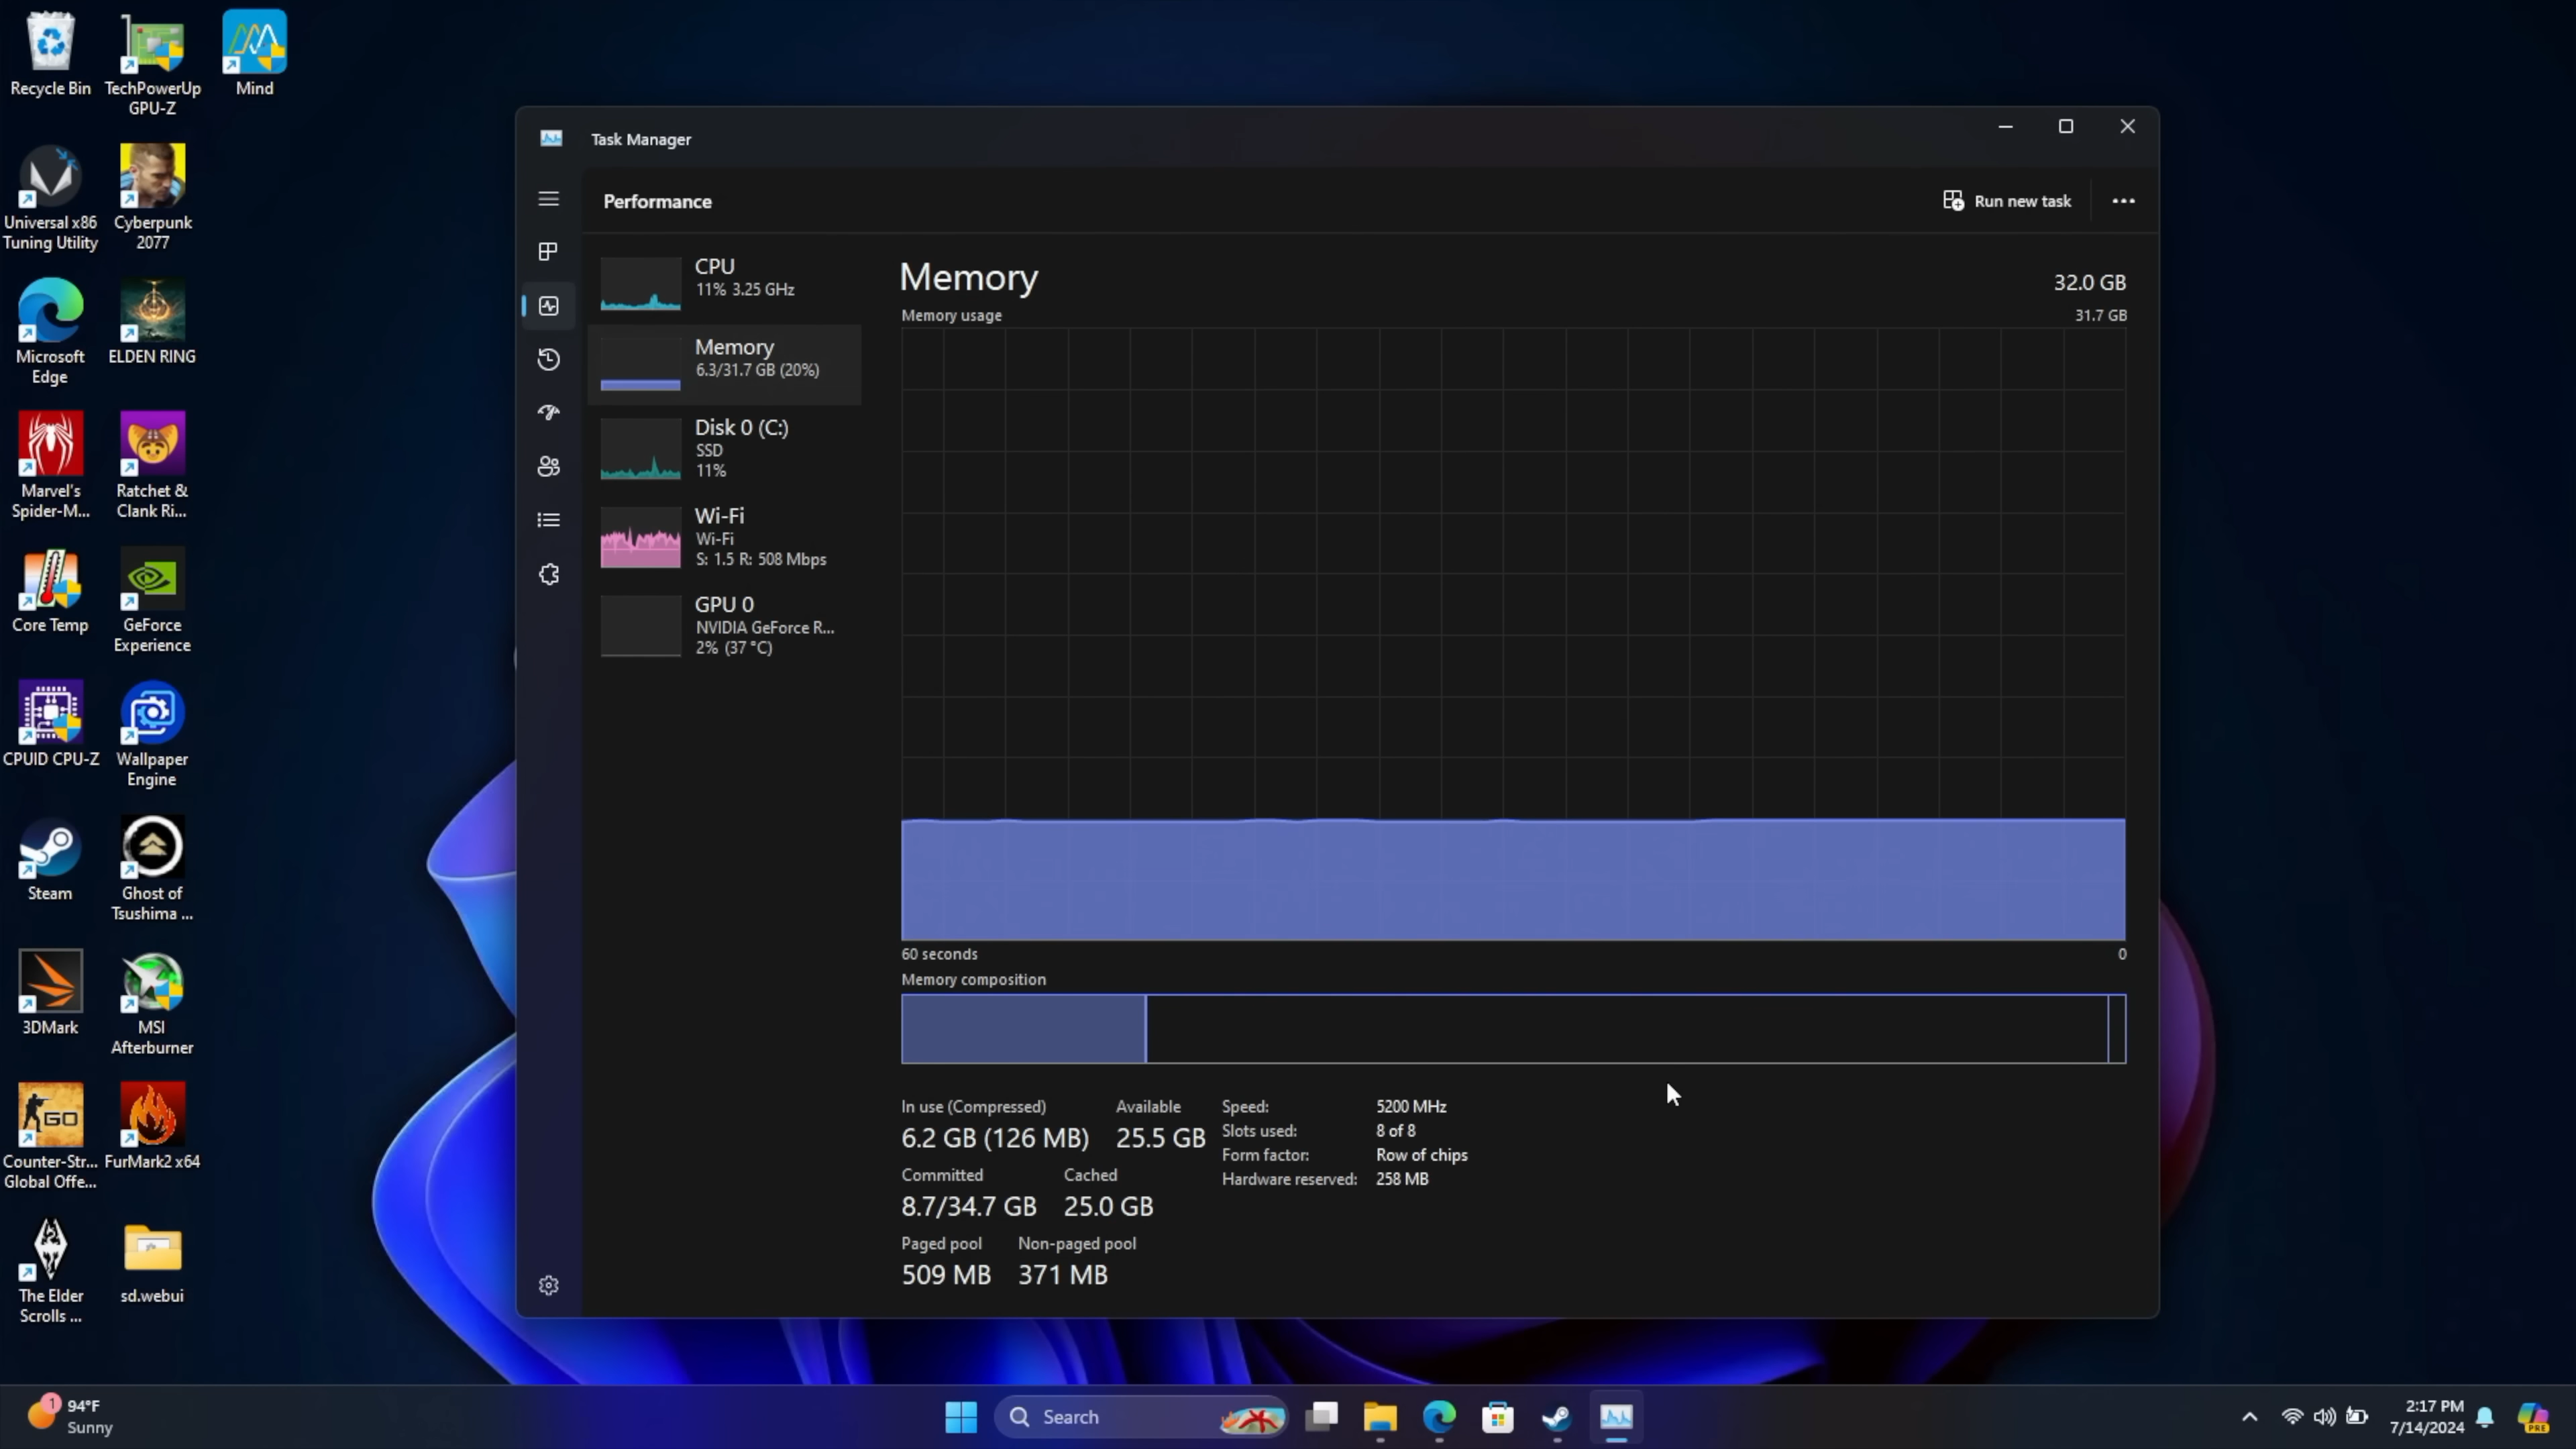 Recycle Bin
TechPowerUp
GPU-Z
Mind
Universal x86
Tuning Utility
Cyberpunk
2077
Microsoft
Edge
ELDEN RING
Marvel's
Spider-M...
Ratchet &
Clank Ri...
Core Temp
GeForce
Experience
CPUID CPU-Z
Wallpaper
Engine
Steam
Ghost of
Tsushima ...
3DMark
MSI
Afterburner
GO
Counter-Str...
Global Offe...
FurMark2 x64
The Elder
Scrolls ...
sd.webui
Task Manager
Performance
Run new task
CPU
11% 3.25 GHz
Memory
6.3/31.7 GB (20%)
Disk 0 (C:)
SSD
11%
Wi-Fi
Wi-Fi
S: 1.5 R: 508 Mbps
GPU 0
NVIDIA GeForce R...
2% (37 °C)
Memory
32.0 GB
Memory usage
31.7 GB
60 seconds
0
Memory composition
In use (Compressed)
6.2 GB (126 MB)
Available
25.5 GB
Committed
8.7/34.7 GB
Cached
25.0 GB
Paged pool
509 MB
Non-paged pool
371 MB
Speed: 5200 MHz
Slots used: 8 of 8
Form factor: Row of chips
Hardware reserved: 258 MB
1
94°F
Sunny
Search
2:17 PM
7/14/2024
PRE